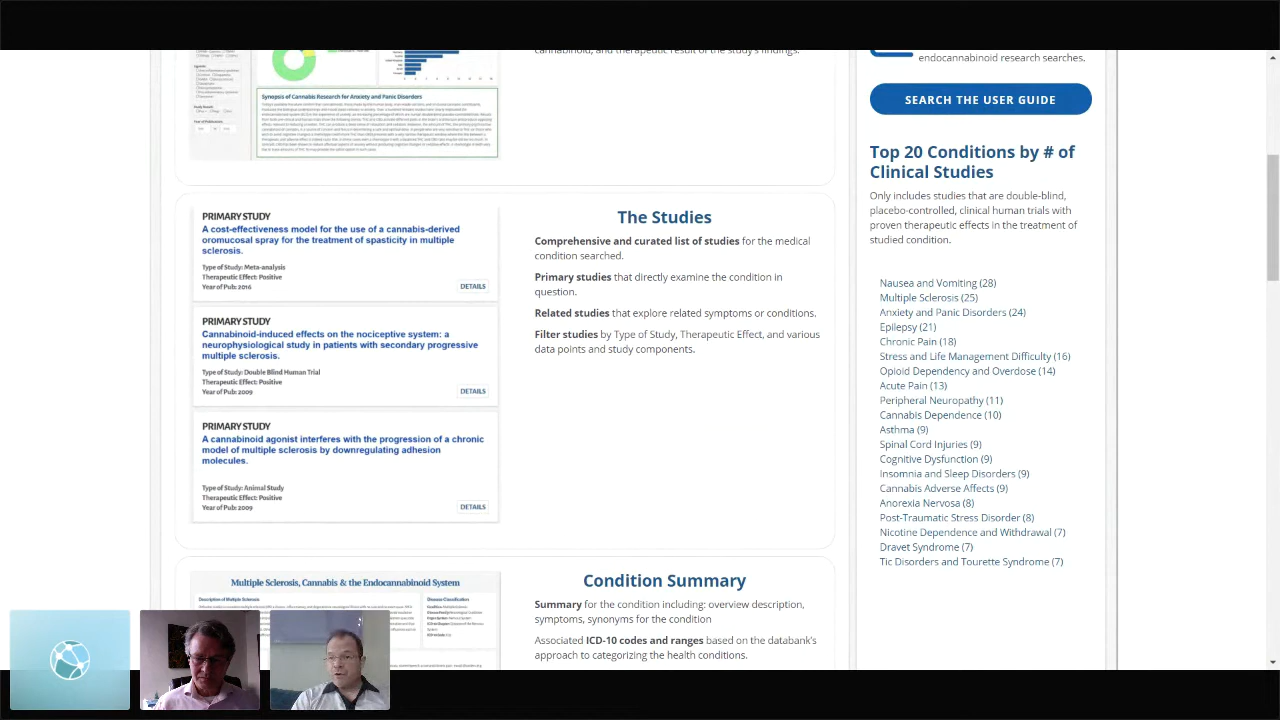 cannabinoid, and therapeutic result of the study's findings.
Synopsis of Cannabis Research for Anxiety and Panic Disorders
PRIMARY STUDY
A cost-effectiveness model for the use of a cannabis-derived
oromucosal spray for the treatment of spasticity in multiple
sclerosis.
Type of Study: Meta-analysis
Therapeutic Effect: Positive
Year of Pub: 2016
DETAILS
PRIMARY STUDY
Cannabinoid-induced effects on the nociceptive system: a
neurophysiological study in patients with secondary progressive
multiple sclerosis.
Type of Study: Double Blind Human Trial
Therapeutic Effect: Positive
Year of Pub: 2009
DETAILS
PRIMARY STUDY
A cannabinoid agonist interferes with the progression of a chronic
model of multiple sclerosis by downregulating adhesion
molecules.
Type of Study: Animal Study
Therapeutic Effect: Positive
Year of Pub: 2009
DETAILS
The Studies
Comprehensive and curated list of studies for the medical
condition searched.
Primary studies that directly examine the condition in
question.
Related studies that explore related symptoms or conditions.
Filter studies by Type of Study, Therapeutic Effect, and various
data points and study components.
Multiple Sclerosis, Cannabis & the Endocannabinoid System
Description of Multiple Sclerosis
Disease Classification
Condition Summary
Summary for the condition including: overview description,
symptoms, synonyms for the condition
Associated ICD-10 codes and ranges based on the databank's
approach to categorizing the health conditions.
endocannabinoid research searches.
SEARCH THE USER GUIDE
Top 20 Conditions by # of
Clinical Studies
Only includes studies that are double-blind,
placebo-controlled, clinical human trials with
proven therapeutic effects in the treatment of
studied condition.
Nausea and Vomiting (28)
Multiple Sclerosis (25)
Anxiety and Panic Disorders (24)
Epilepsy (21)
Chronic Pain (18)
Stress and Life Management Difficulty (16)
Opioid Dependency and Overdose (14)
Acute Pain (13)
Peripheral Neuropathy (11)
Cannabis Dependence (10)
Asthma (9)
Spinal Cord Injuries (9)
Cognitive Dysfunction (9)
Insomnia and Sleep Disorders (9)
Cannabis Adverse Affects (9)
Anorexia Nervosa (8)
Post-Traumatic Stress Disorder (8)
Nicotine Dependence and Withdrawal (7)
Dravet Syndrome (7)
Tic Disorders and Tourette Syndrome (7)